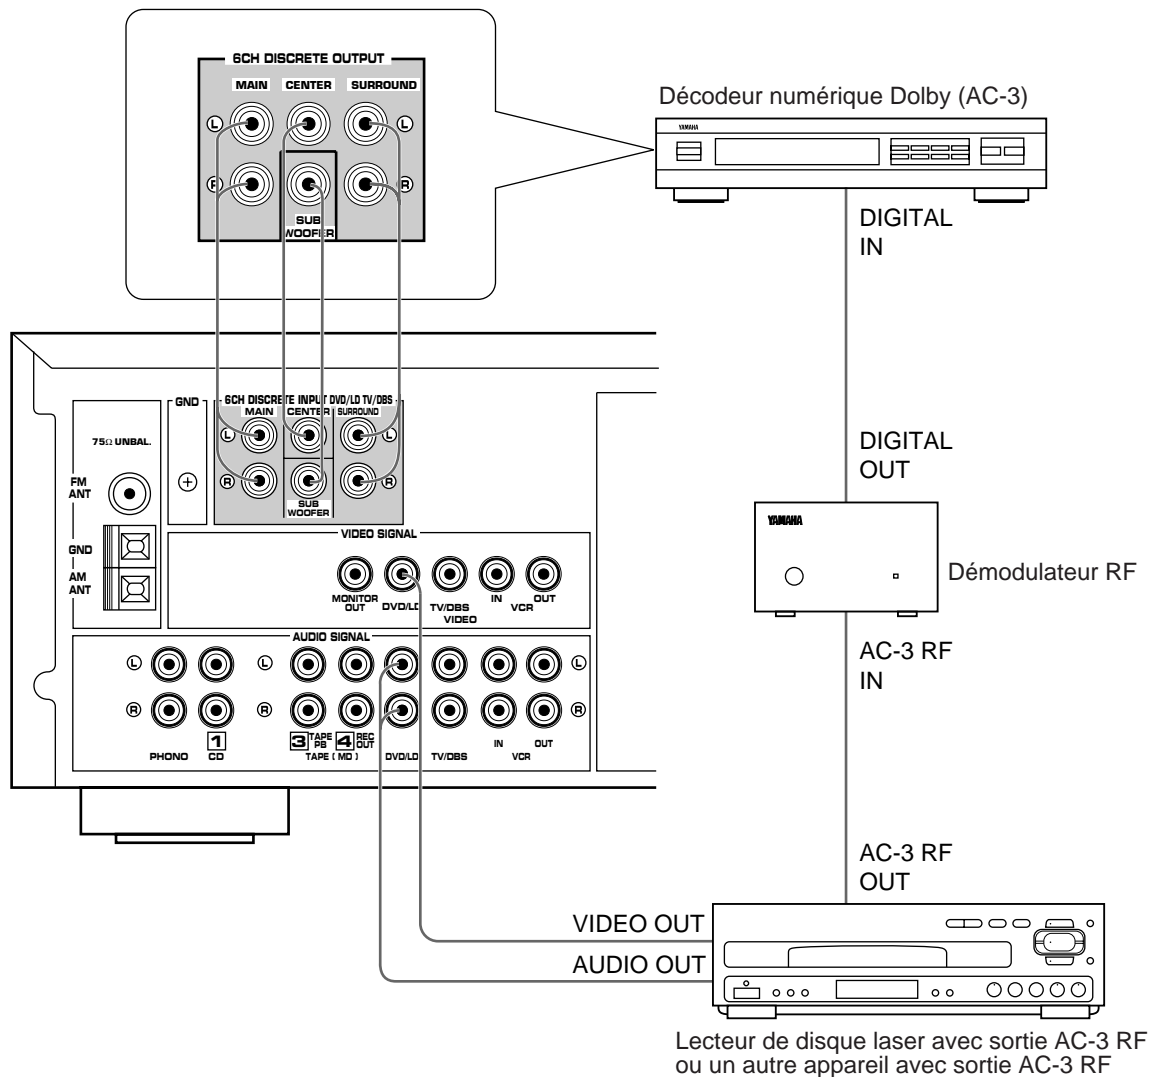 6CH DISCRETE OUTPUT
MAIN CENTER SURROUND
L L
R R
SUB
WOOFER
Décodeur numérique Dolby (AC-3)
YAMAHA
DIGITAL
IN
GND 6CH DISCRETE INPUT DVD/LD TV/DBS
MAIN CENTER SURROUND
75Ω UNBAL.
L L
FM
ANT
R R
SUB
WOOFER
DIGITAL
OUT
YAMAHA
Démodulateur RF
VIDEO SIGNAL
GND
AM
ANT
MONITOR
OUT
DVD/LD
TV/DBS
VIDEO
IN OUT
VCR
AUDIO SIGNAL
L L L
R R R
1
3 TAPE
PB
4 REC
OUT
IN OUT
PHONO CD TAPE ( MD ) DVD/LD TV/DBS VCR
AC-3 RF
IN
AC-3 RF
OUT
VIDEO OUT
AUDIO OUT
Lecteur de disque laser avec sortie AC-3 RF
ou un autre appareil avec sortie AC-3 RF